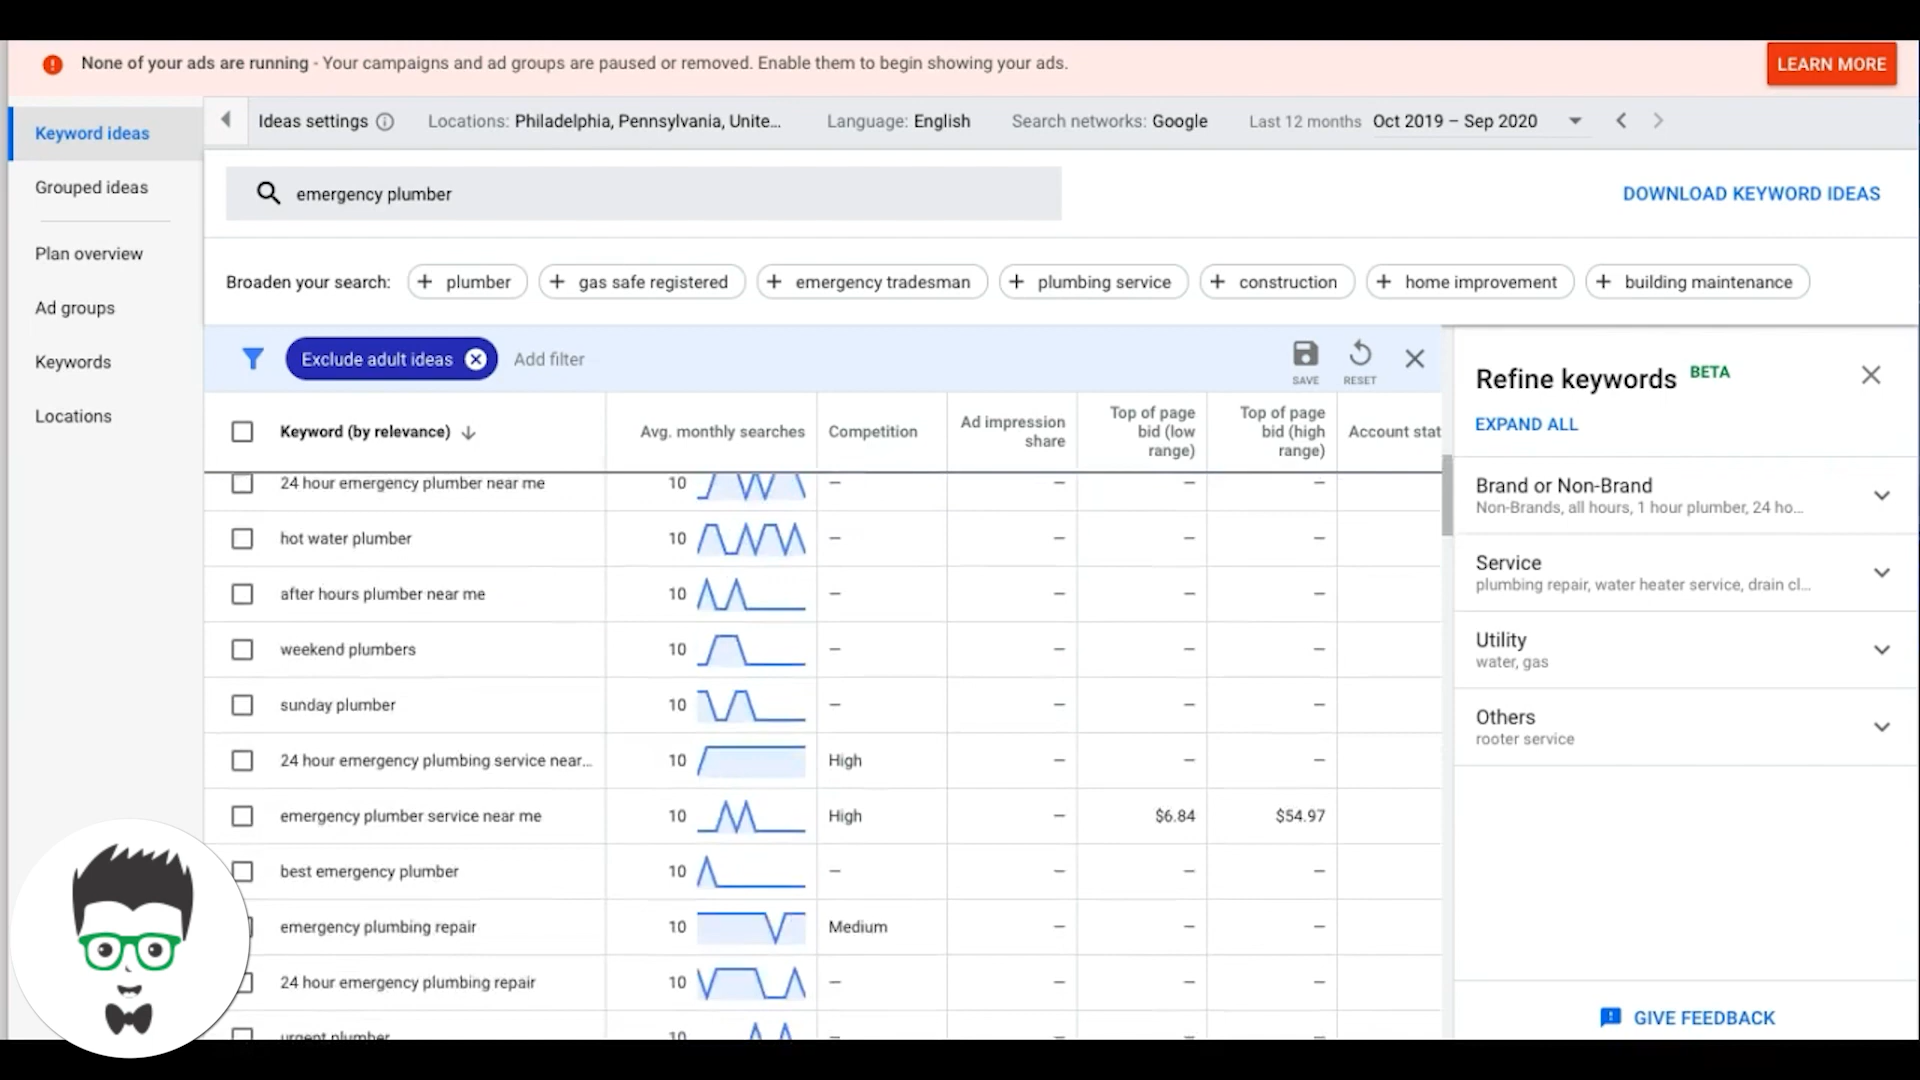 None of your ads are running - Your campaigns and ad groups are paused or removed. Enable them to begin showing your ads.
LEARN MORE
Keyword ideas
Grouped ideas
Plan overview
Ad groups
Keywords
Locations
Ideas settings Locations: Philadelphia, Pennsylvania, Unite... Language: English Search networks: Google Last 12 months Oct 2019 – Sep 2020
emergency plumber
DOWNLOAD KEYWORD IDEAS
Broaden your search: + plumber + gas safe registered + emergency tradesman + plumbing service + construction + home improvement + building maintenance
Exclude adult ideas Add filter
SAVE RESET
Keyword (by relevance) Avg. monthly searches Competition
Ad impression
share
Top of page
bid (low
range)
Top of page
bid (high
range)
Account stat
24 hour emergency plumber near me 10 – – – –
hot water plumber 10 – – – –
after hours plumber near me 10 – – – –
weekend plumbers 10 – – – –
sunday plumber 10 – – – –
24 hour emergency plumbing service near... 10 High – – –
emergency plumber service near me 10 High – $6.84 $54.97
best emergency plumber 10 – – – –
emergency plumbing repair 10 Medium – – –
24 hour emergency plumbing repair 10 – – – –
urgent plumber 10 – – – –
Refine keywords BETA
EXPAND ALL
Brand or Non-Brand
Non-Brands, all hours, 1 hour plumber, 24 ho...
Service
plumbing repair, water heater service, drain cl...
Utility
water, gas
Others
rooter service
GIVE FEEDBACK